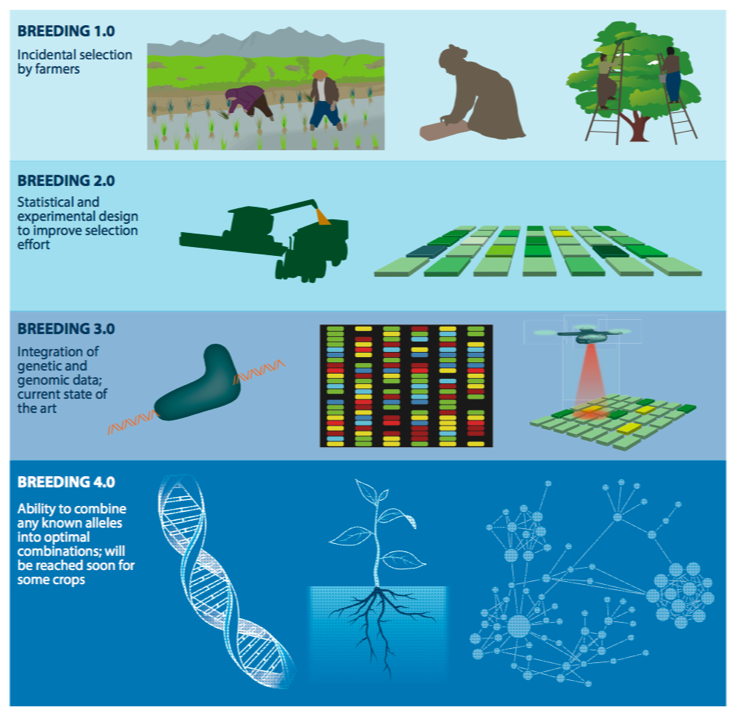 BREEDING 1.0
Incidental selection
by farmers
BREEDING 2.0
Statistical and
experimental design
to improve selection
effort
BREEDING 3.0
Integration of
genetic and
genomic data;
current state of
the art
BREEDING 4.0
Ability to combine
any known alleles
into optimal
combinations; will
be reached soon for
some crops